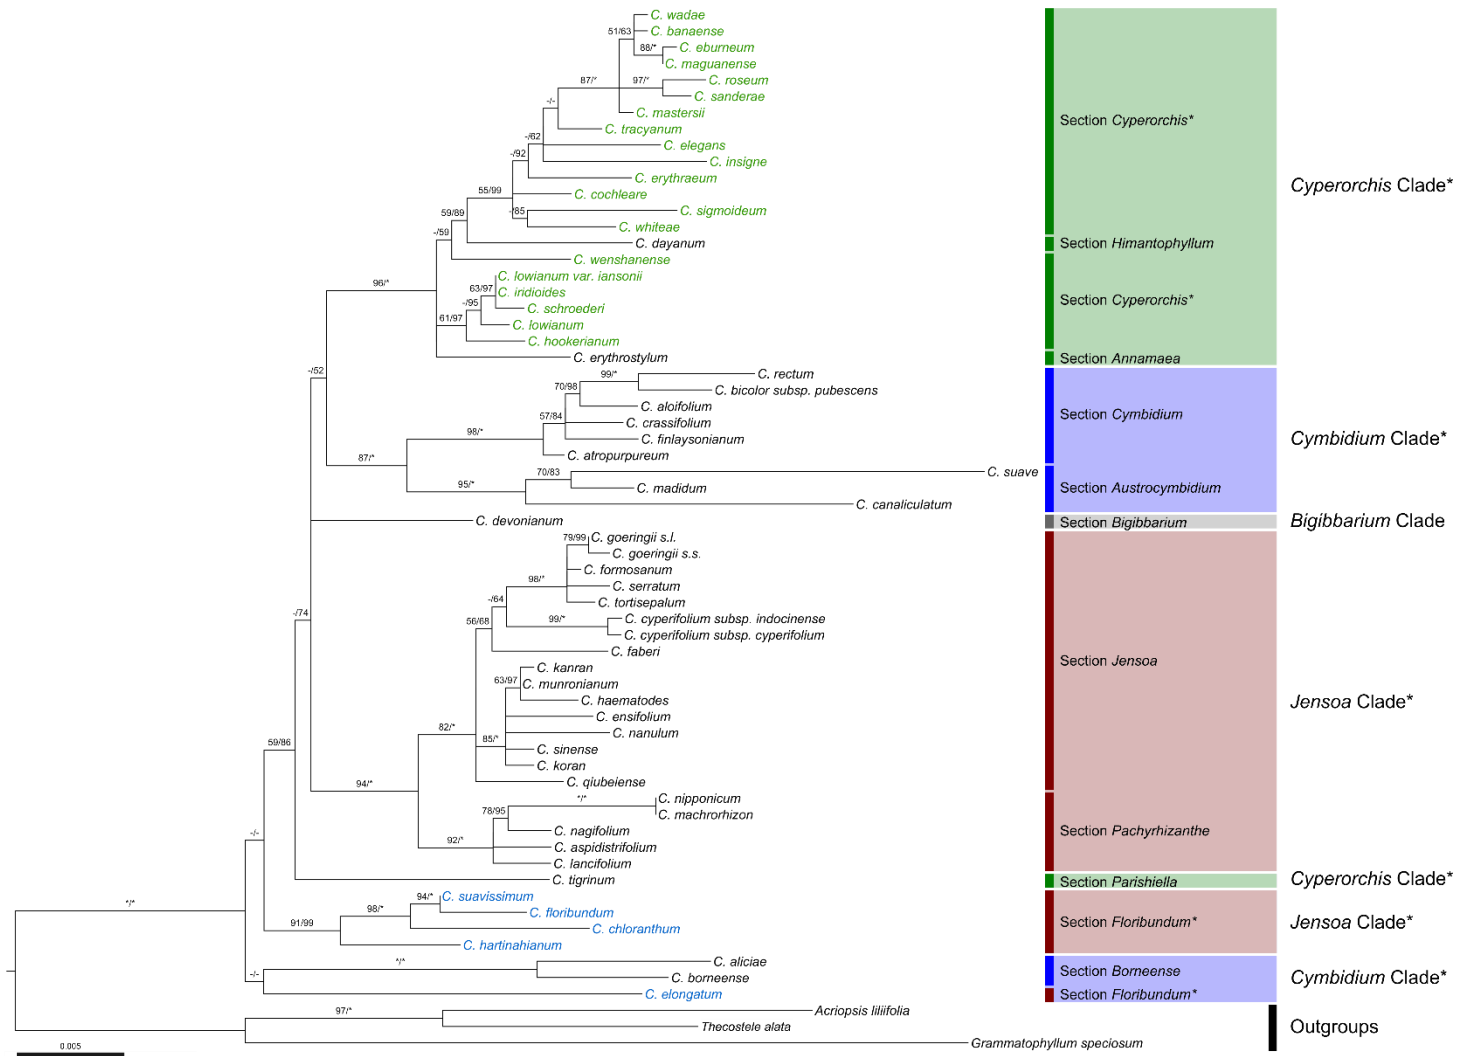 C. wadae
51/63
C. banaense
88/*
C. eburneum
C. maguanense
87/*
97/*
C. roseum
C. sanderae
-/-
C. mastersii
C. tracyanum
Section Cyperorchis*
-/62
C. elegans
-/92
C. insigne
C. erythraeum
Cyperorchis Clade*
55/99
C. cochleare
59/89
-/85
C. sigmoideum
C. whiteae
-/59
C. dayanum
Section Himantophyllum
C. wenshanense
96/*
C. lowianum var. iansonii
63/97
C. iridioides
Section Cyperorchis*
-/95
C. schroederi
61/97
C. lowianum
C. hookerianum
C. erythrostylum
Section Annamaea
-/52
99/*
C. rectum
70/98
C. bicolor subsp. pubescens
C. aloifolium
Section Cymbidium
57/84
C. crassifolium
98/*
C. finlaysonianum
Cymbidium Clade*
87/*
C. atropurpureum
70/83
C. suave
95/*
C. madidum
Section Austrocymbidium
C. canaliculatum
C. devonianum
Section Bigibbarium
Bigibbarium Clade
79/99
C. goeringii s.l.
C. goeringii s.s.
98/*
C. formosanum
C. serratum
-/64
C. tortisepalum
-/74
99/*
C. cyperifolium subsp. indocinense
56/68
C. cyperifolium subsp. cyperifolium
C. faberi
Section Jensoa
C. kanran
63/97
C. munronianum
C. haematodes
Jensoa Clade*
C. ensifolium
82/*
C. nanulum
85/*
C. sinense
59/86
C. koran
94/*
C. qiubeiense
*/*
C. nipponicum
78/95
C. machrorhizon
-/-
C. nagifolium
Section Pachyrhizanthe
92/*
C. aspidistrifolium
C. lancifolium
C. tigrinum
Section Parishiella
Cyperorchis Clade*
*/*
94/*
C. suavissimum
98/*
C. floribundum
Section Floribundum*
Jensoa Clade*
91/99
C. chloranthum
C. hartinahianum
*/*
C. aliciae
-/-
C. borneense
Section Borneense
Cymbidium Clade*
C. elongatum
Section Floribundum*
97/*
Acriopsis liliifolia
Thecostele alata
Outgroups
Grammatophyllum speciosum
0.005